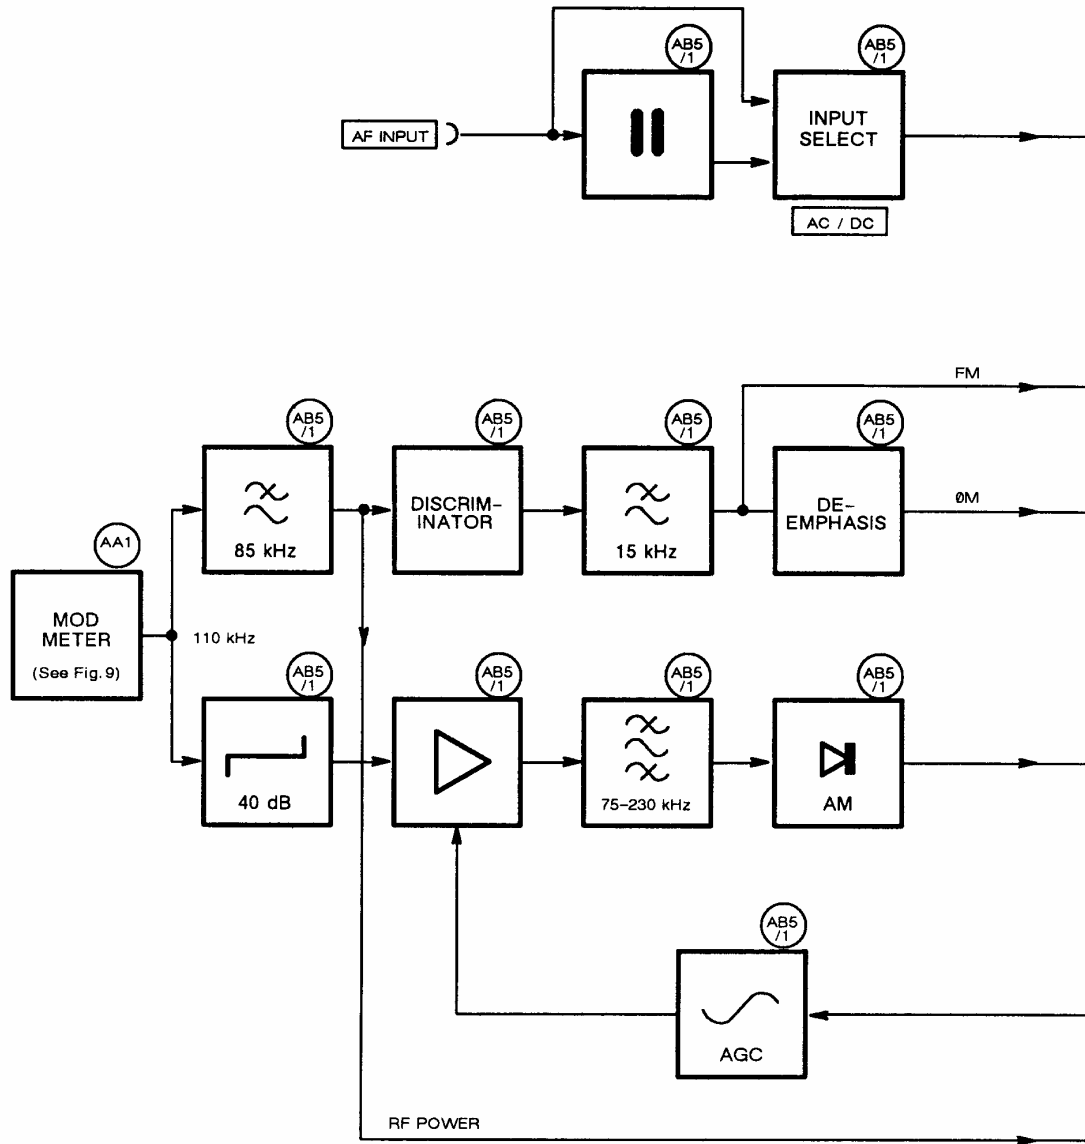 AB5
/1
AB5
/1
AF INPUT
INPUT
SELECT
AC / DC
FM
AB5
/1
AB5
/1
AB5
/1
AB5
/1
85 kHz
DISCRIM-
INATOR
15 kHz
DE-
EMPHASIS
ØM
AA1
MOD
METER
(See Fig. 9)
110 kHz
AB5
/1
AB5
/1
AB5
/1
AB5
/1
40 dB
75-230 kHz
AM
AB5
/1
AGC
RF POWER